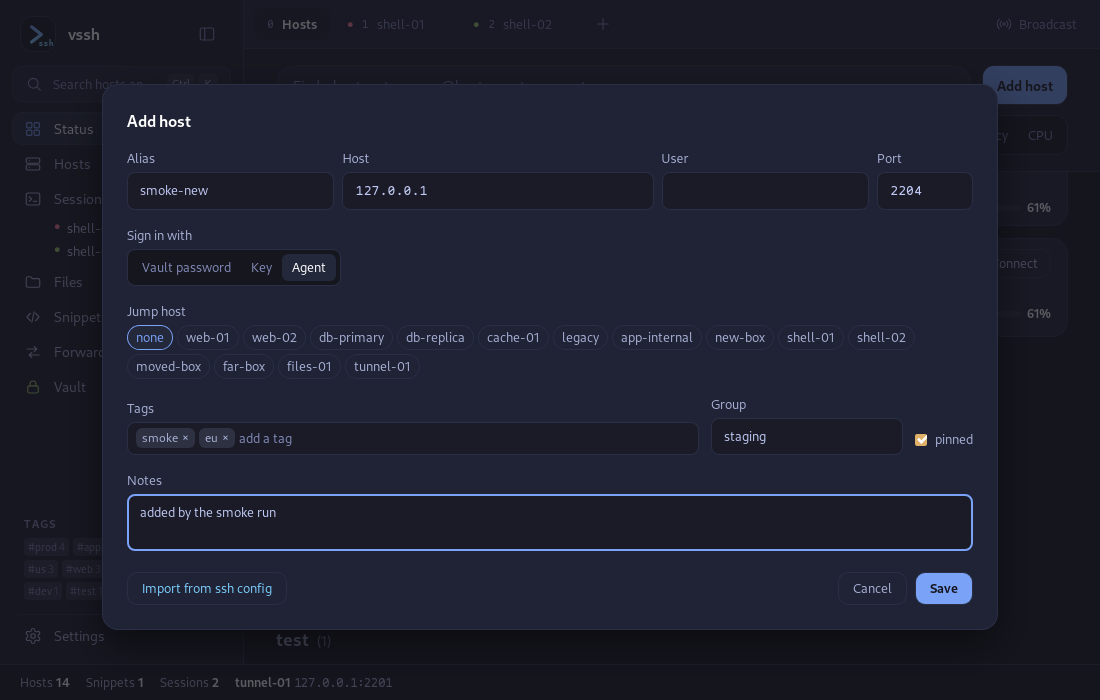 vssh
0 Hosts
1 shell-01
2 shell-02
+
Broadcast
Search hosts
Ctrl K
Add host
Status
Hosts
Files
Vault
CPU
61%
61%
Add host
Alias
Host
User
Port
smoke-new
127.0.0.1
2204
Sign in with
Vault password Key Agent
Jump host
none web-01 web-02 db-primary db-replica cache-01 legacy app-internal new-box shell-01 shell-02
moved-box far-box files-01 tunnel-01
Tags
Group
smoke × eu × add a tag
staging
pinned
Notes
added by the smoke run
Import from ssh config
Cancel
Save
TAGS
#prod 4 #app
#us 3 #web 3
#dev 1 #test
Settings
test (1)
Hosts 14 Snippets 1 Sessions 2 tunnel-01 127.0.0.1:2201